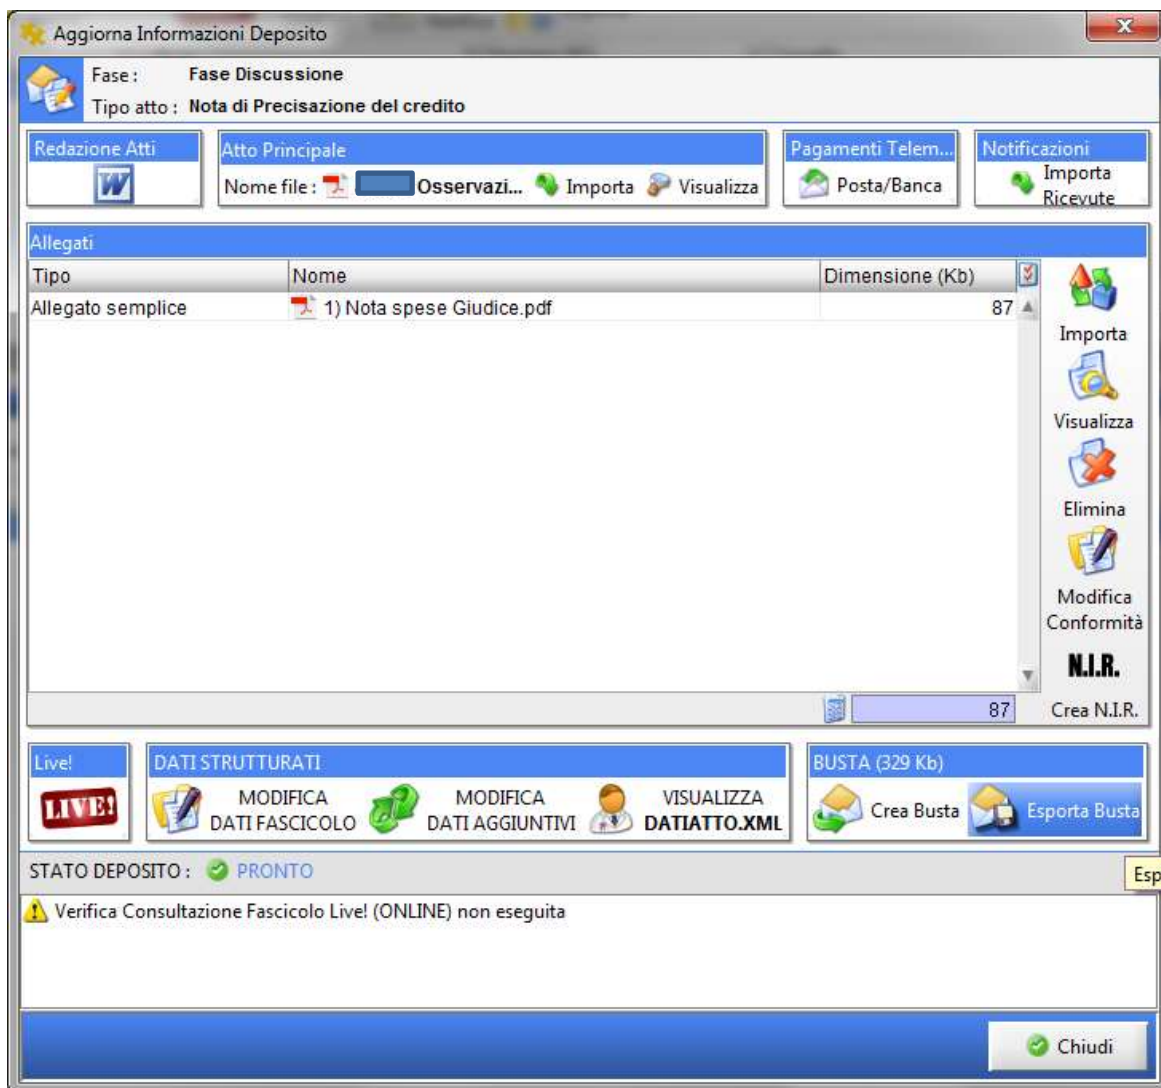 Aggiorna Informazioni Deposito
Fase : Fase Discussione
Tipo atto : Nota di Precisazione del credito
Redazione Atti
Atto Principale
Nome file : Osservazi... Importa Visualizza
Pagamenti Telem...
Posta/Banca
Notificazioni
Importa
Ricevute
Allegati
Tipo Nome Dimensione (Kb)
Allegato semplice 1) Nota spese Giudice.pdf 87
Importa
Visualizza
Elimina
Modifica
Conformità
N.I.R.
87 Crea N.I.R.
Live!
LIVE!
DATI STRUTTURATI
MODIFICA
DATI FASCICOLO
MODIFICA
DATI AGGIUNTIVI
VISUALIZZA
DATIATTO.XML
BUSTA (329 Kb)
Crea Busta Esporta Busta
STATO DEPOSITO : PRONTO
Esp
Verifica Consultazione Fascicolo Live! (ONLINE) non eseguita
Chiudi